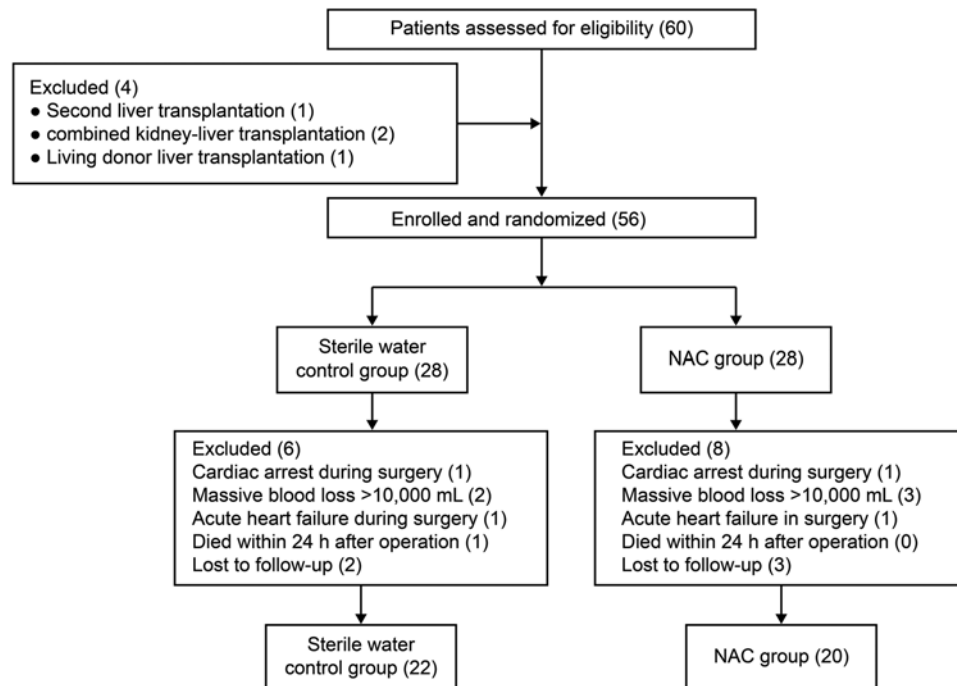 Patients assessed for eligibility (60)
Excluded (4)
● Second liver transplantation (1)
● combined kidney-liver transplantation (2)
● Living donor liver transplantation (1)
Enrolled and randomized (56)
Sterile water
control group (28)
NAC group (28)
Excluded (6)
Cardiac arrest during surgery (1)
Massive blood loss >10,000 mL (2)
Acute heart failure during surgery (1)
Died within 24 h after operation (1)
Lost to follow-up (2)
Excluded (8)
Cardiac arrest during surgery (1)
Massive blood loss >10,000 mL (3)
Acute heart failure in surgery (1)
Died within 24 h after operation (0)
Lost to follow-up (3)
Sterile water
control group (22)
NAC group (20)